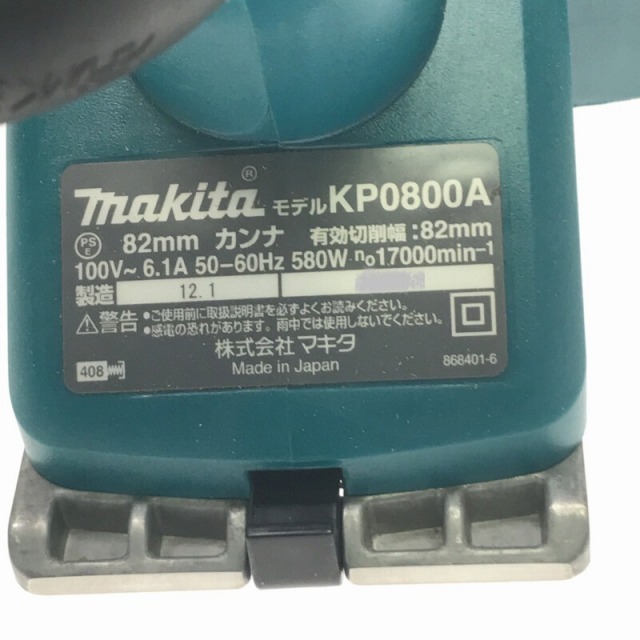 makita® モデルKP0800A
PS E 82mm カンナ 有効切削幅:82mm
100V~ 6.1A 50-60Hz 580W no17000min-1
製造 12.1
⚠警告 ●ご使用前に取扱説明書を必ずよくお読みください。
●感電の恐れがあります。雨中では使用しないでください。
株式会社マキタ
408 Made in Japan 868401-6